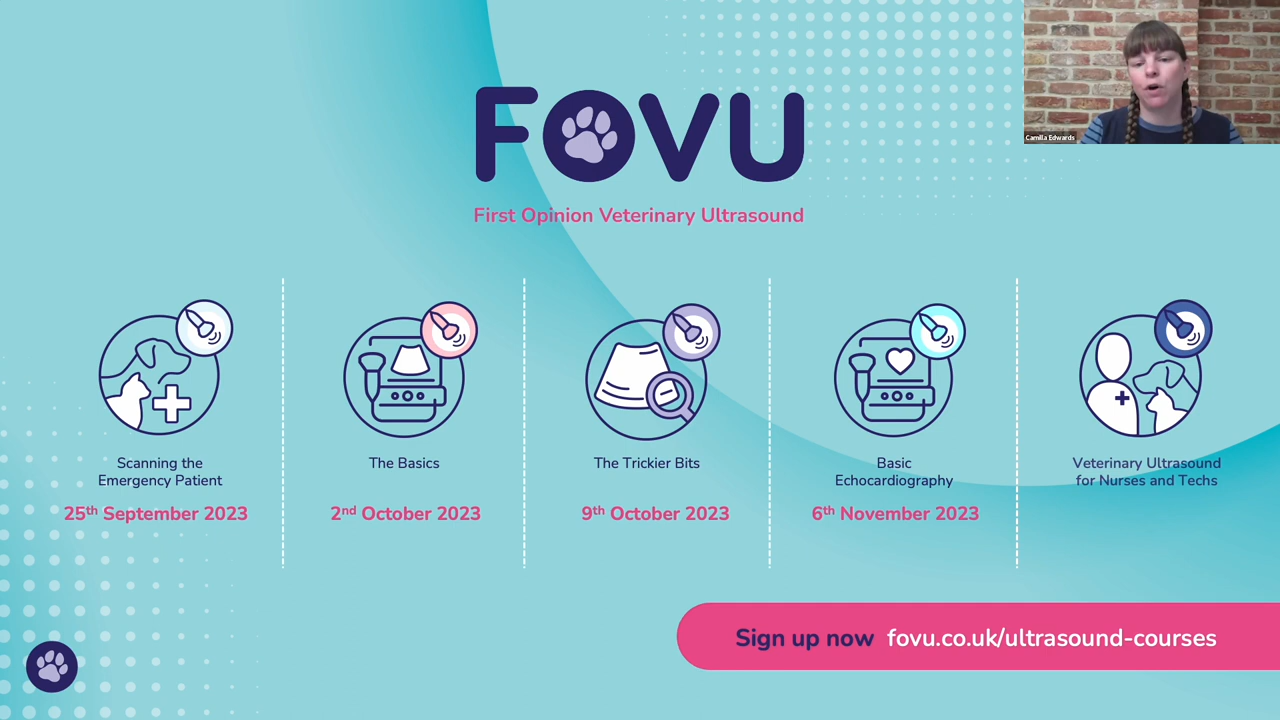 Camilla Edwards
FOVU
First Opinion Veterinary Ultrasound
Scanning the
Emergency Patient
25th September 2023
The Basics
2nd October 2023
The Trickier Bits
9th October 2023
Basic
Echocardiography
6th November 2023
Veterinary Ultrasound
for Nurses and Techs
Sign up now fovu.co.uk/ultrasound-courses